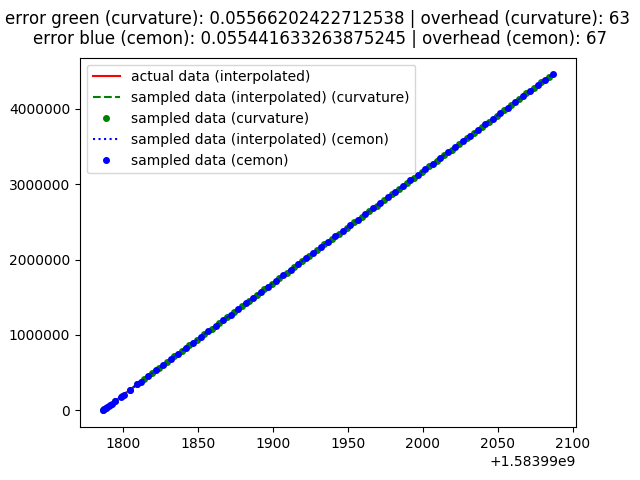 error green (curvature): 0.05566202422712538 | overhead (curvature): 63
error blue (cemon): 0.055441633263875245 | overhead (cemon): 67
actual data (interpolated)
sampled data (interpolated) (curvature)
sampled data (curvature)
sampled data (interpolated) (cemon)
sampled data (cemon)
4000000
3000000
2000000
1000000
0
1800 1850 1900 1950 2000 2050 2100
+1.58399e9